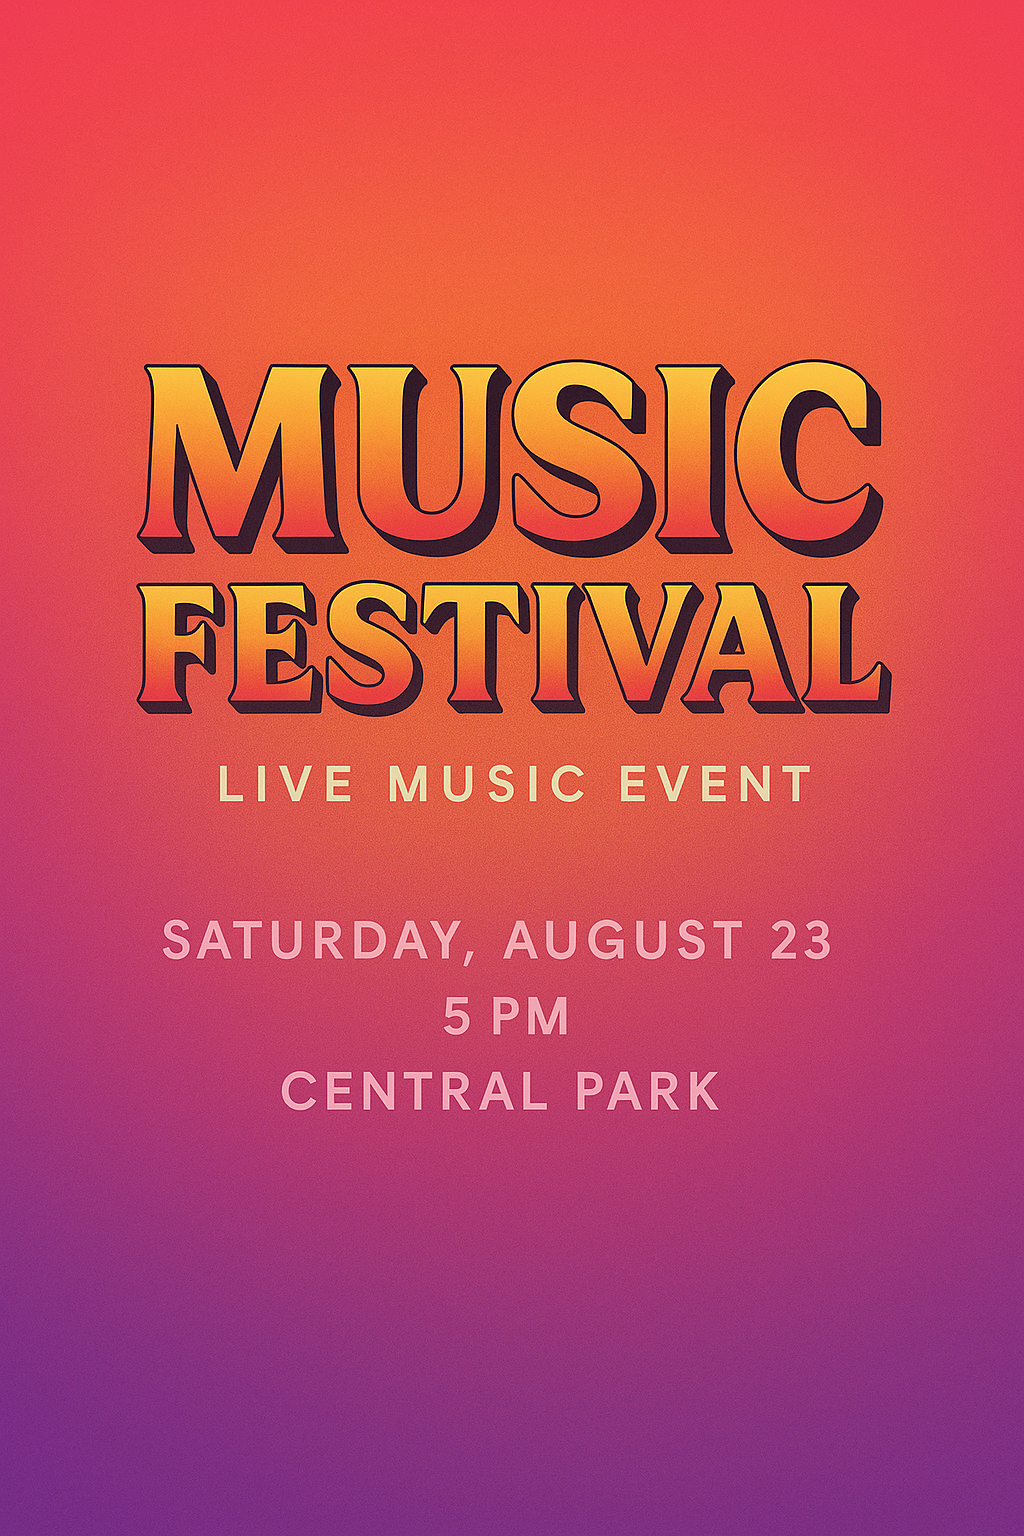 MUSIC
FESTIVAL
LIVE MUSIC EVENT
SATURDAY, AUGUST 23
5 PM
CENTRAL PARK